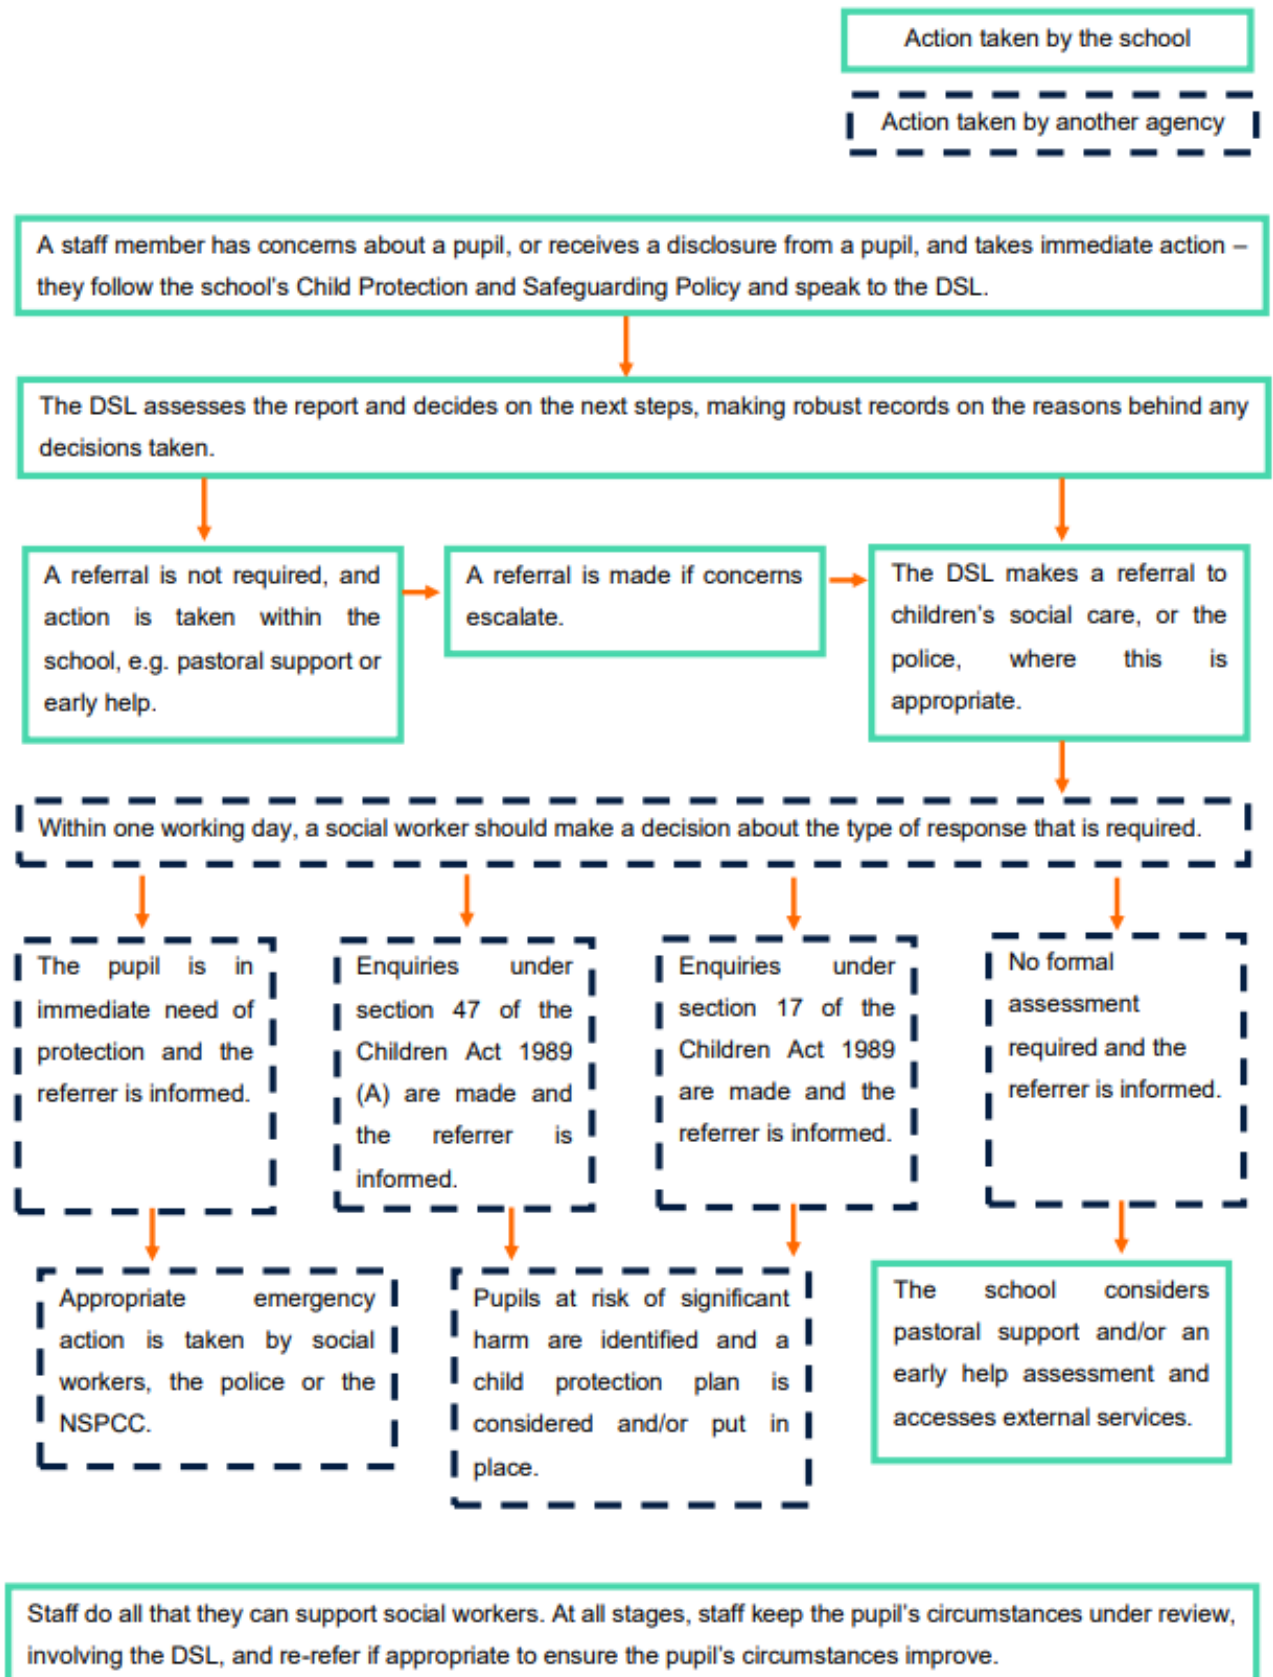 Action taken by the school
Action taken by another agency
A staff member has concerns about a pupil, or receives a disclosure from a pupil, and takes immediate action –
they follow the school's Child Protection and Safeguarding Policy and speak to the DSL.
The DSL assesses the report and decides on the next steps, making robust records on the reasons behind any
decisions taken.
A referral is not required, and
action is taken within the
school, e.g. pastoral support or
early help.
A referral is made if concerns
escalate.
The DSL makes a referral to
children's social care, or the
police, where this is
appropriate.
Within one working day, a social worker should make a decision about the type of response that is required.
The pupil is in
immediate need of
protection and the
referrer is informed.
Enquiries under
section 47 of the
Children Act 1989
(A) are made and
the referrer is
informed.
Enquiries under
section 17 of the
Children Act 1989
are made and the
referrer is informed.
No formal
assessment
required and the
referrer is informed.
Appropriate emergency
action is taken by social
workers, the police or the
NSPCC.
Pupils at risk of significant
harm are identified and a
child protection plan is
considered and/or put in
place.
The school considers
pastoral support and/or an
early help assessment and
accesses external services.
Staff do all that they can support social workers. At all stages, staff keep the pupil's circumstances under review,
involving the DSL, and re-refer if appropriate to ensure the pupil's circumstances improve.